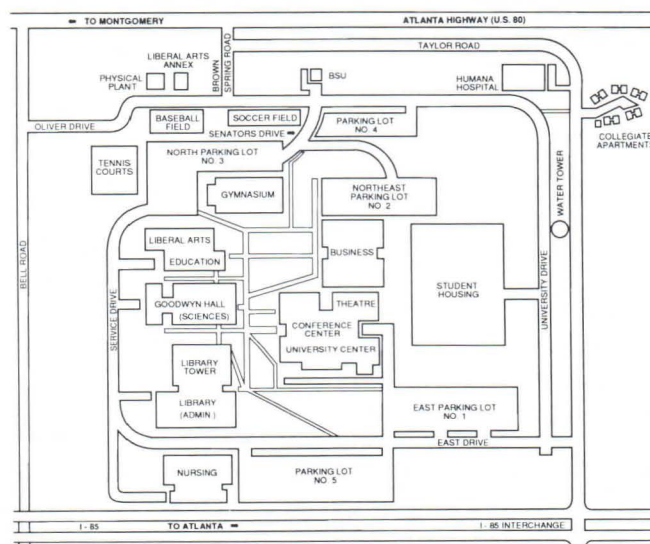 TO MONTGOMERY
ATLANTA HIGHWAY (U.S. 80)
TAYLOR ROAD
LIBERAL ARTS
ANNEX
BROWN
SPRING ROAD
PHYSICAL
PLANT
BSU
HUMANA
HOSPITAL
OLIVER DRIVE
BASEBALL
FIELD
SOCCER FIELD
SENATORS DRIVE
PARKING LOT
NO. 4
COLLEGIATE
APARTMENTS
NORTH PARKING LOT
NO. 3
TENNIS
COURTS
GYMNASIUM
NORTHEAST
PARKING LOT
NO. 2
WATER TOWER
BELL ROAD
LIBERAL ARTS
EDUCATION
BUSINESS
STUDENT
HOUSING
UNIVERSITY DRIVE
SERVICE DRIVE
GOODWYN HALL
(SCIENCES)
THEATRE
CONFERENCE
CENTER
UNIVERSITY CENTER
LIBRARY
TOWER
LIBRARY
(ADMIN.)
EAST PARKING LOT
NO. 1
EAST DRIVE
NURSING
PARKING LOT
NO. 5
I - 85
TO ATLANTA
I - 85 INTERCHANGE